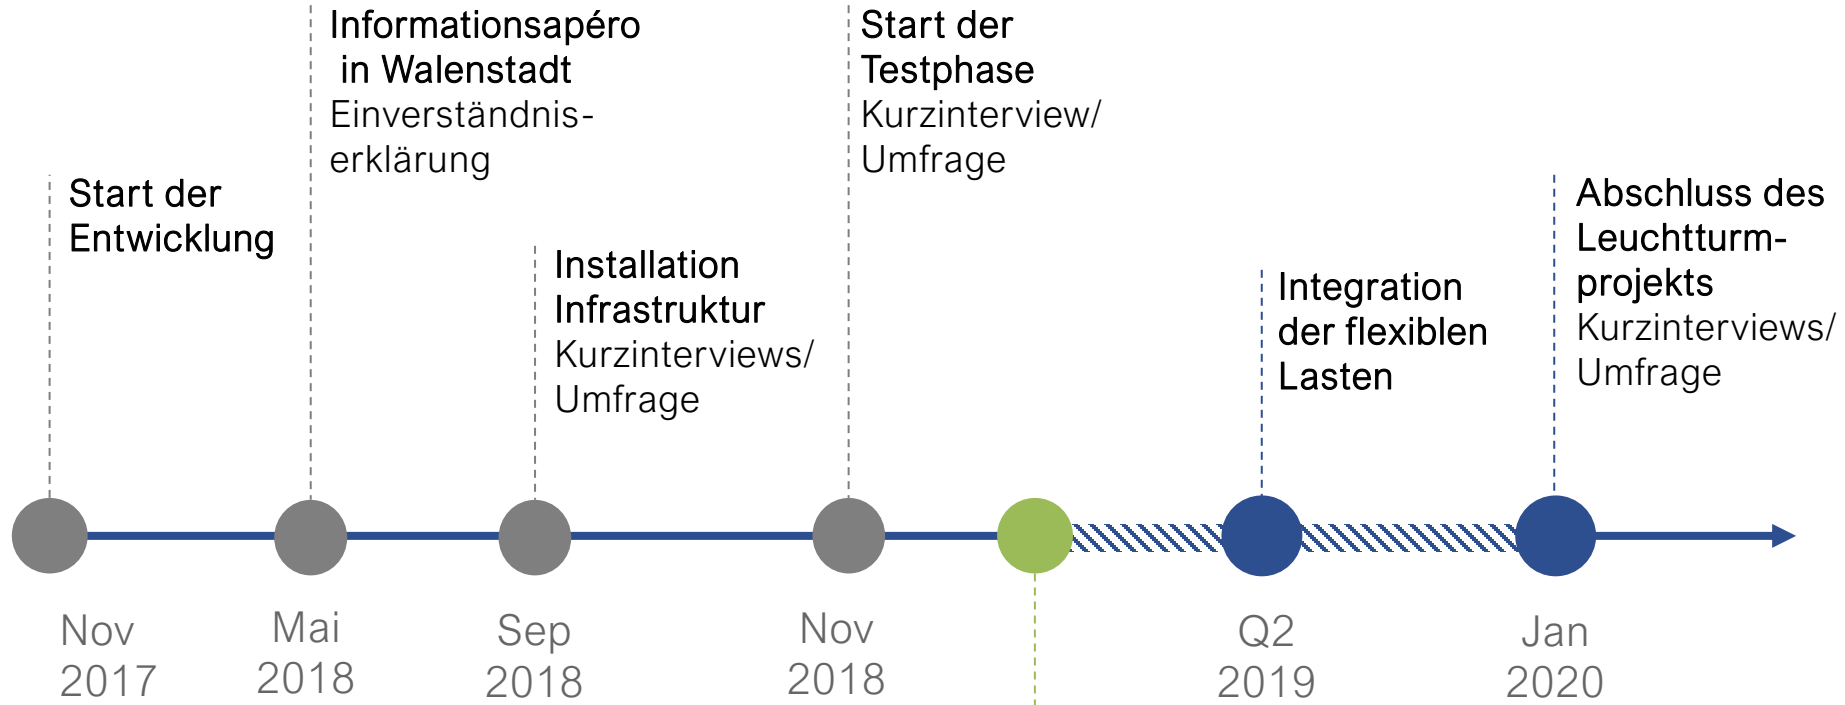 Start der
Entwicklung
Informationsapéro
in Walenstadt
Einverständnis-
erklärung
Installation
Infrastruktur
Kurzinterviews/
Umfrage
Start der
Testphase
Kurzinterview/
Umfrage
Integration
der flexiblen
Lasten
Abschluss des
Leuchtturm-
projekts
Kurzinterviews/
Umfrage
Nov
2017
Mai
2018
Sep
2018
Nov
2018
Q2
2019
Jan
2020